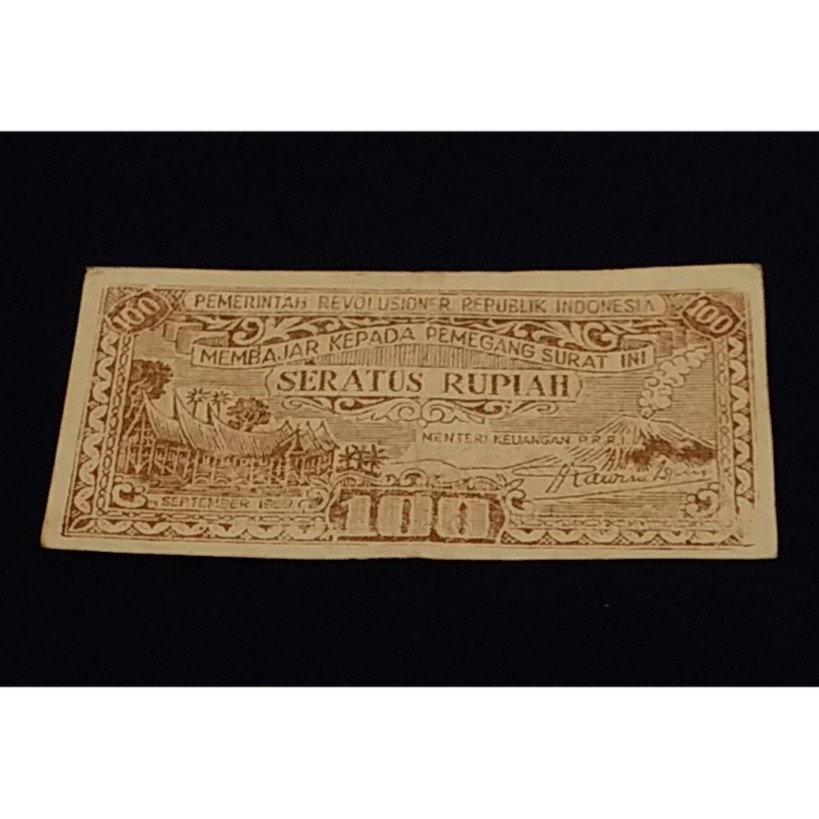 100 PEMERINTAH REVOLUSIONER REPUBLIK INDONESIA 100
MEMBAJAR KEPADA PEMEGANG SURAT INI
SERATUS RUPIAH
MENTERI KEUANGAN P.R.R.I
SEPTEMBER
100